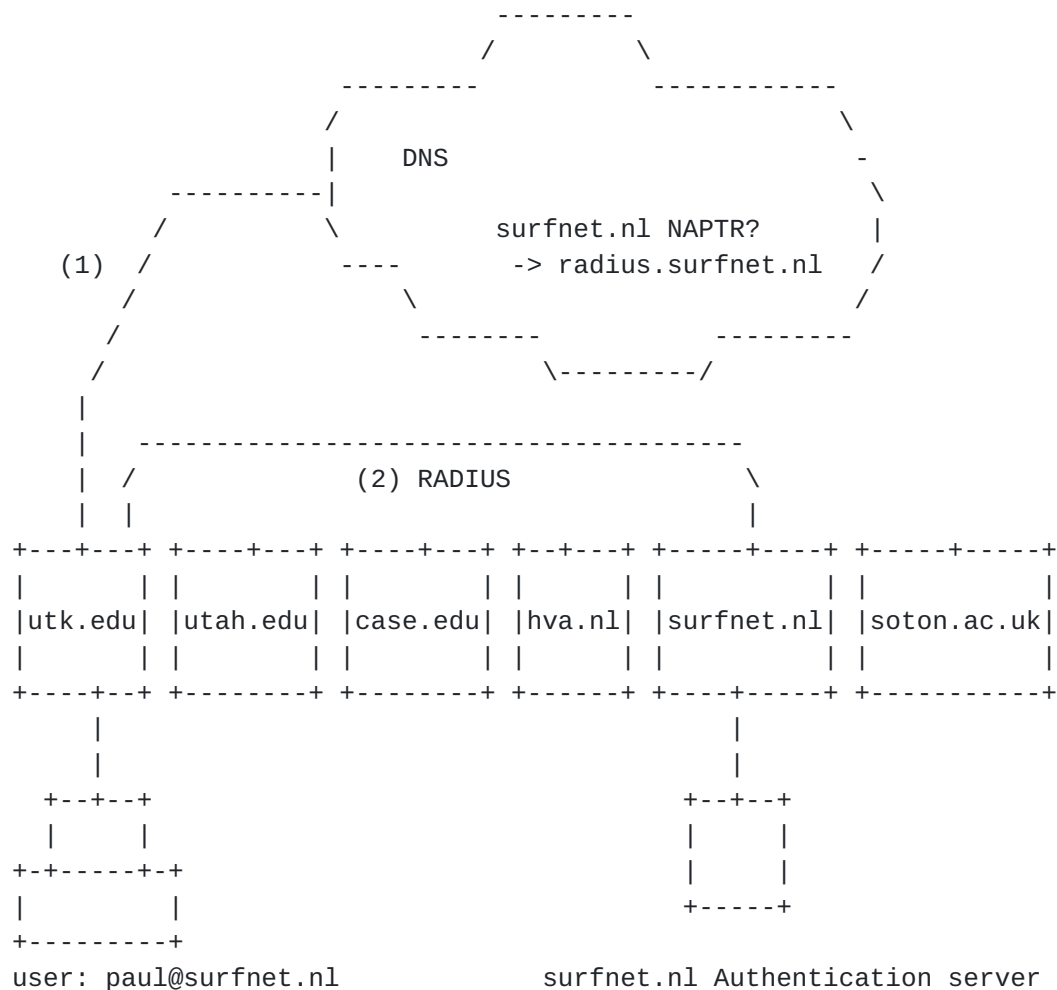 DNS
surfnet.nl NAPTR?
(1) -> radius.surfnet.nl
(2) RADIUS
utk.edu utah.edu case.edu hva.nl surfnet.nl soton.ac.uk
user: paul@surfnet.nl surfnet.nl Authentication server